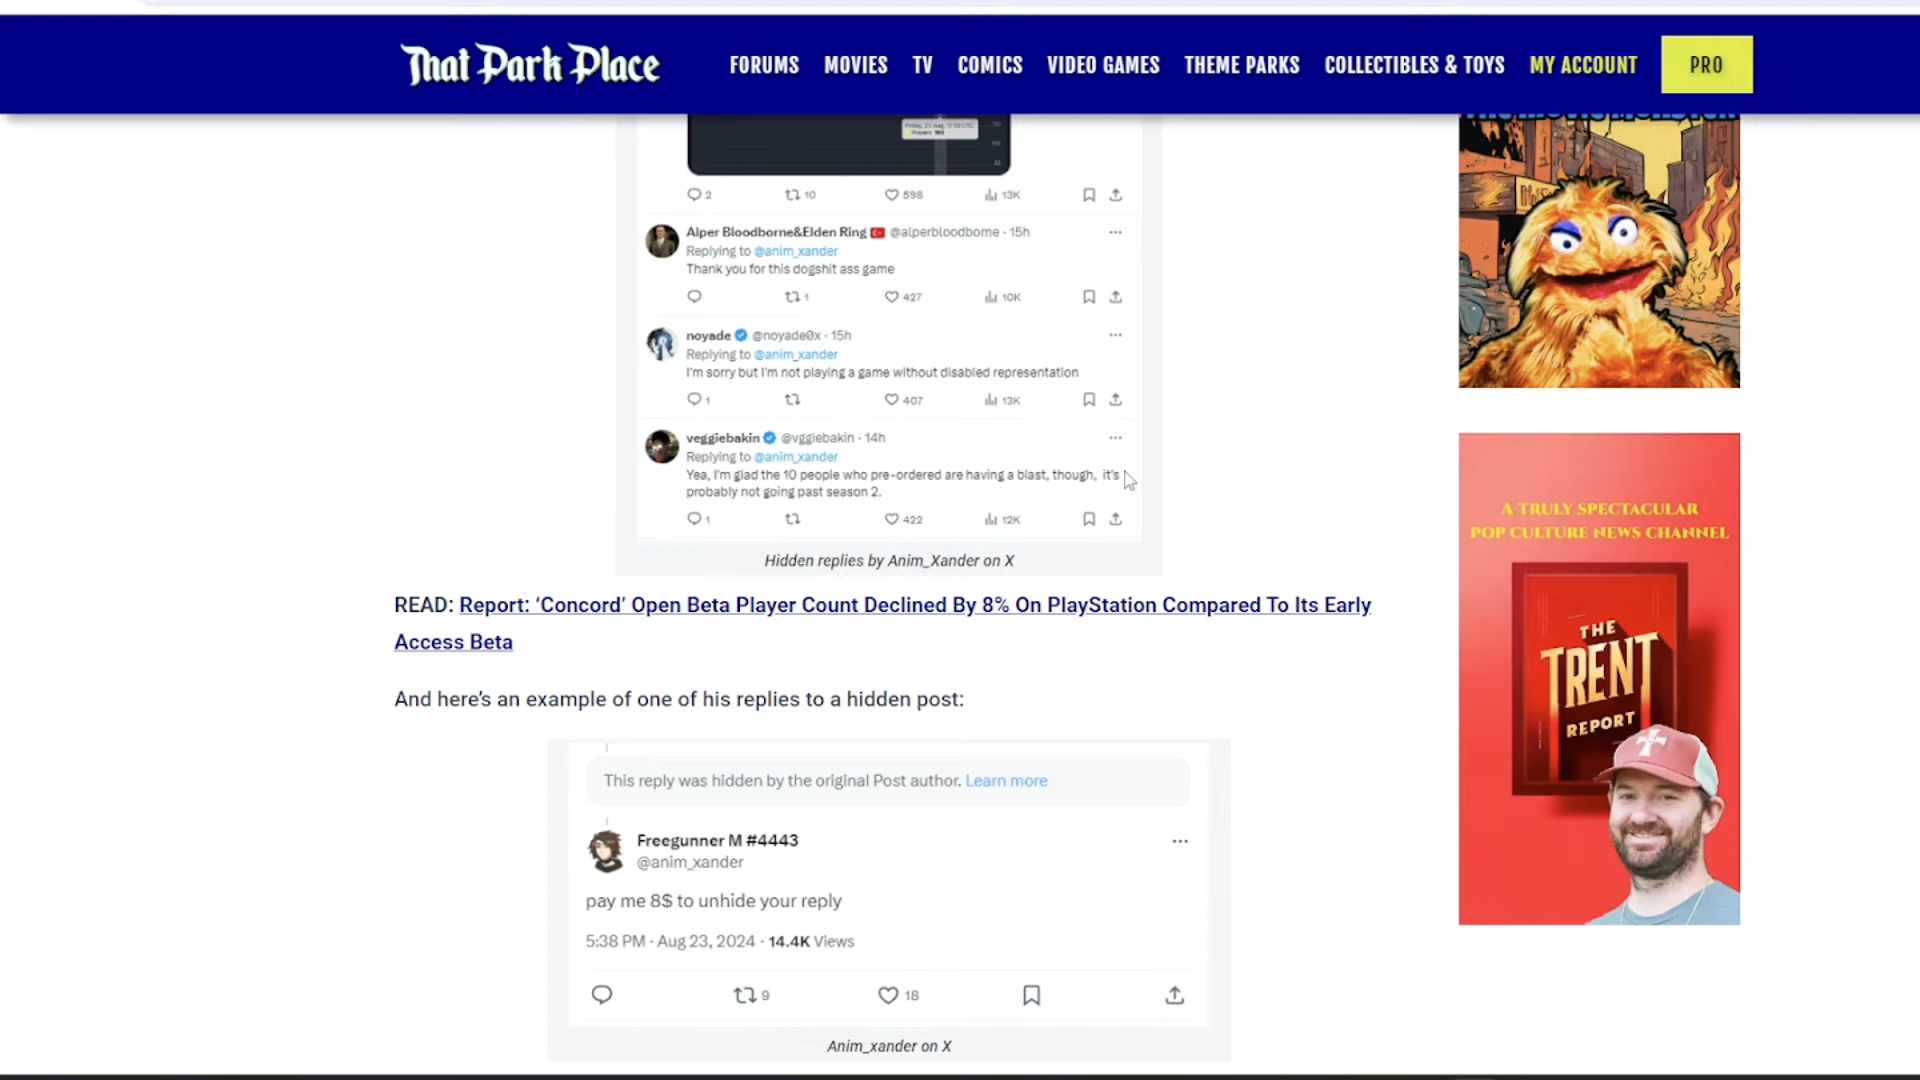 That Park Place
FORUMS MOVIES TV COMICS VIDEO GAMES THEME PARKS COLLECTIBLES & TOYS MY ACCOUNT PRO
2 10 598 13K
Alper Bloodborne&Elden Ring @alperbloodborne · 15h
Replying to @anim_xander
Thank you for this dogshit ass game
1 427 10K
noyade @noyade0x · 15h
Replying to @anim_xander
I'm sorry but I'm not playing a game without disabled representation
1 407 13K
veggiebakin @vggiebakin · 14h
Replying to @anim_xander
Yea, I'm glad the 10 people who pre-ordered are having a blast, though, it's
probably not going past season 2.
1 422 12K
Hidden replies by Anim_Xander on X
READ: Report: ‘Concord’ Open Beta Player Count Declined By 8% On PlayStation Compared To Its Early
Access Beta
And here’s an example of one of his replies to a hidden post:
This reply was hidden by the original Post author. Learn more
Freegunner M #4443
@anim_xander
pay me 8$ to unhide your reply
5:38 PM · Aug 23, 2024 · 14.4K Views
9 18
Anim_xander on X
A TRULY SPECTACULAR
POP CULTURE NEWS CHANNEL
THE
TRENT
REPORT